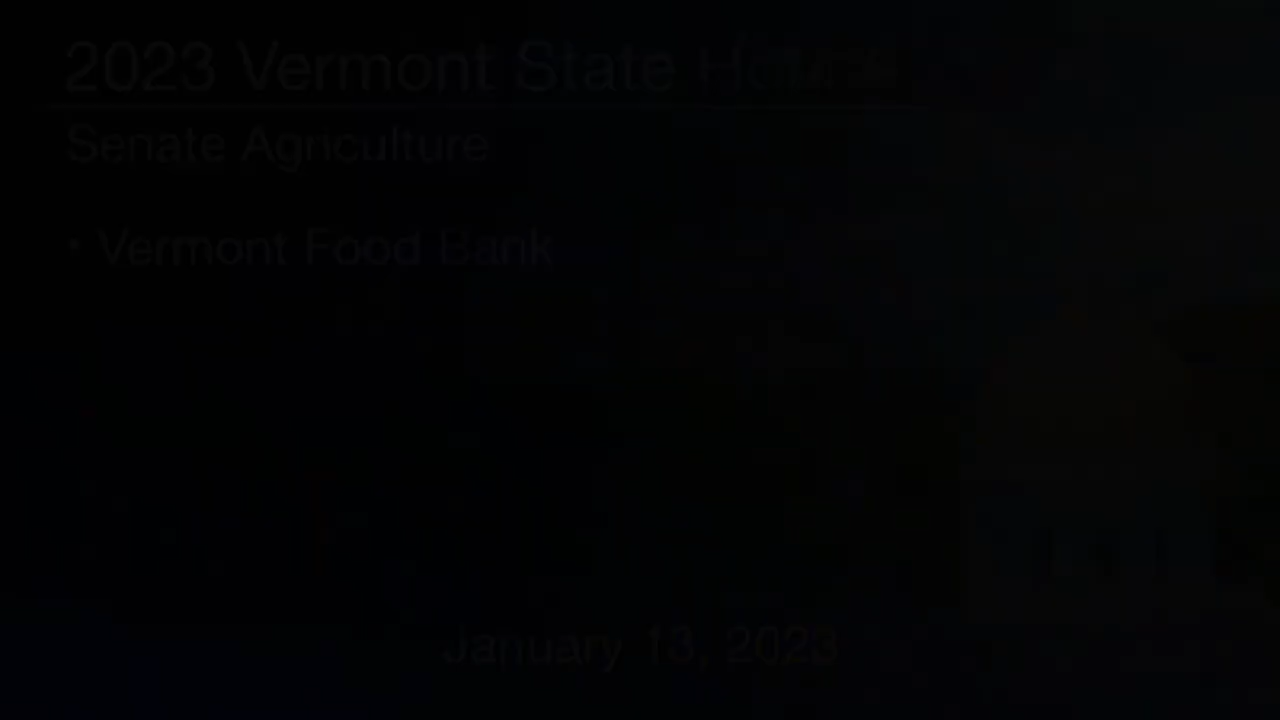 2023 Vermont State House
Senate Agriculture
• Vermont Food Bank
January 13, 2023